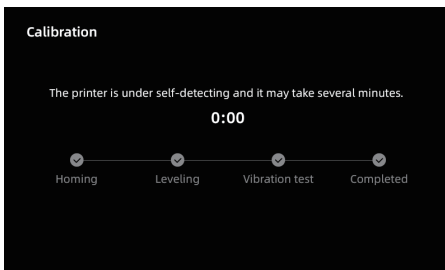 Calibration
The printer is under self-detecting and it may take several minutes.
0:00
Homing Leveling Vibration test Completed